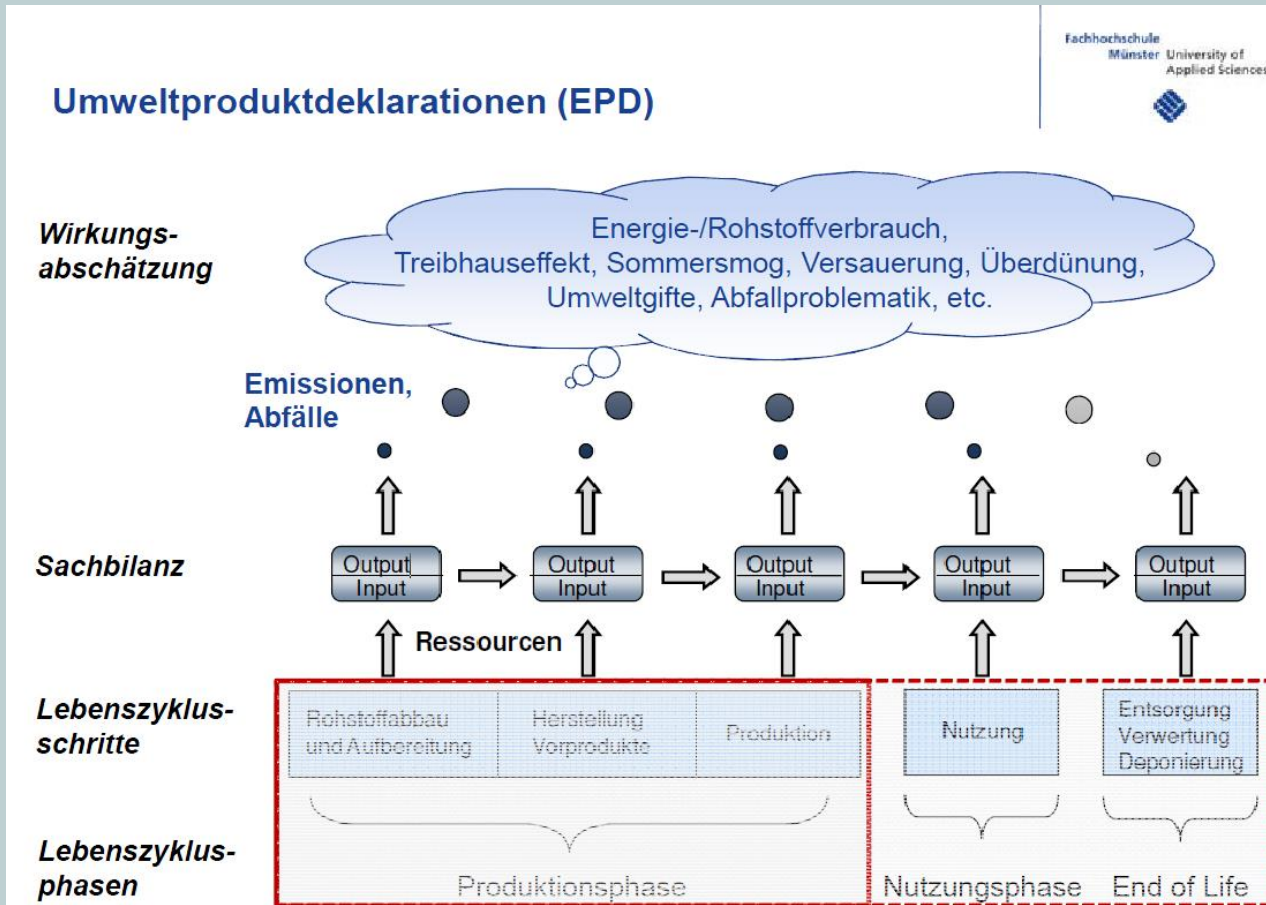 Fachhochschule
Münster University of
Applied Sciences
Umweltproduktdeklarationen (EPD)
Wirkungs-
abschätzung
Energie-/Rohstoffverbrauch,
Treibhauseffekt, Sommersmog, Versauerung, Überdünung,
Umweltgifte, Abfallproblematik, etc.
Emissionen,
Abfälle
Sachbilanz
Output
Input
Output
Input
Output
Input
Output
Input
Output
Input
Ressourcen
Lebenszyklus-
schritte
Rohstoffabbau
und Aufbereitung
Herstellung
Vorprodukte
Produktion
Nutzung
Entsorgung
Verwertung
Deponierung
Lebenszyklus-
phasen
Produktionsphase
Nutzungsphase
End of Life